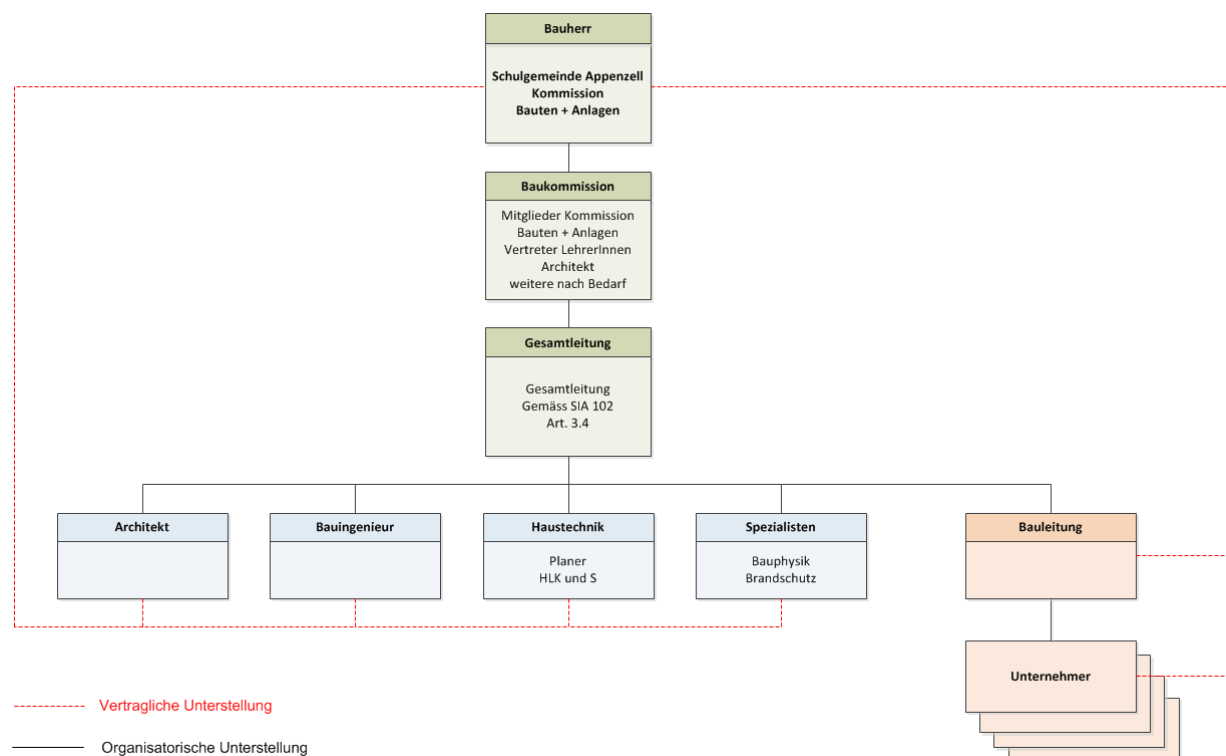 Bauherr
Schulgemeinde Appenzell
Kommission
Bauten + Anlagen
Baukommission
Mitglieder Kommission
Bauten + Anlagen
Vertreter LehrerInnen
Architekt
weitere nach Bedarf
Gesamtleitung
Gesamtleitung
Gemäss SIA 102
Art. 3.4
Architekt
Bauingenieur
Haustechnik
Planer
HLK und S
Spezialisten
Bauphysik
Brandschutz
Bauleitung
Unternehmer
Vertragliche Unterstellung
Organisatorische Unterstellung